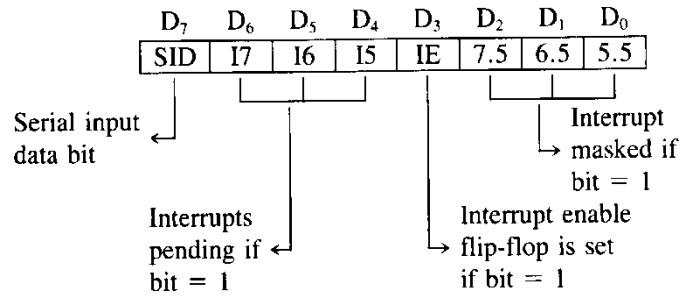 D₇ D₆ D₅ D₄ D₃ D₂ D₁ D₀
SID I7 I6 I5 IE 7.5 6.5 5.5
Serial input
data bit
Interrupt
masked if
bit = 1
Interrupts
pending if
bit = 1
Interrupt enable
flip-flop is set
if bit = 1